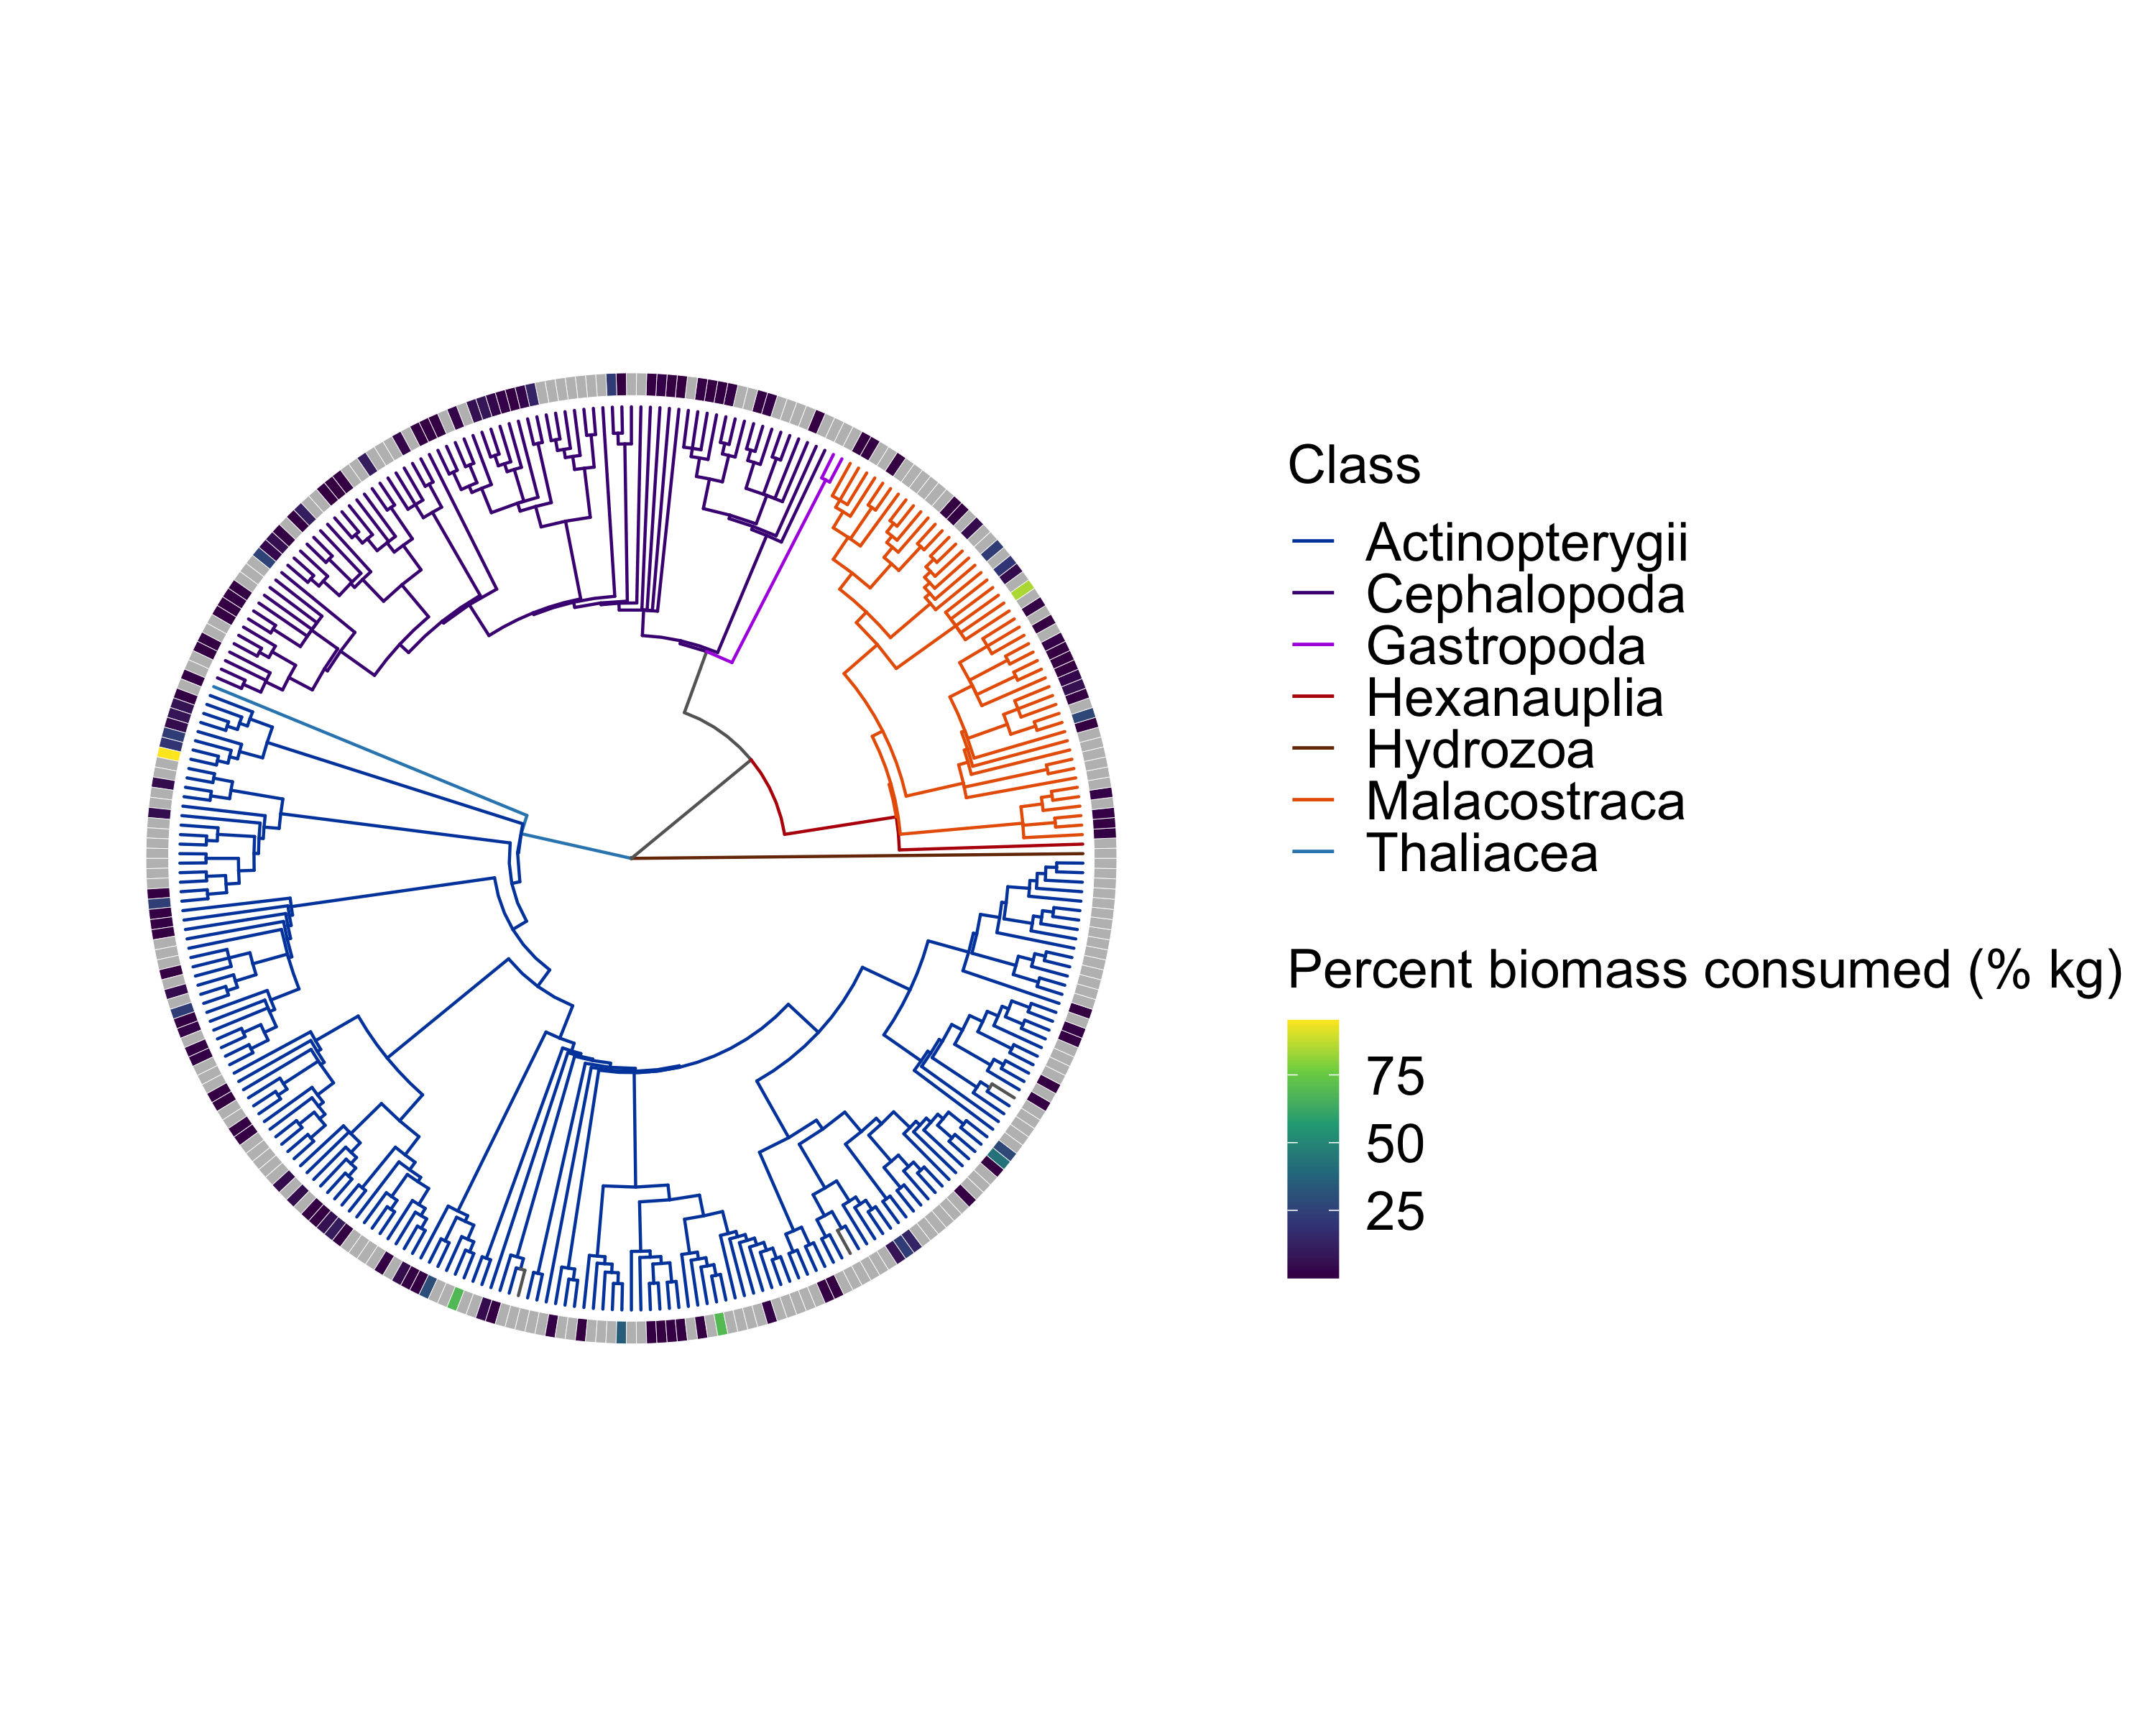 Class
Actinopterygii
Cephalopoda
Gastropoda
Hexanauplia
Hydrozoa
Malacostraca
Thaliacea
Percent biomass consumed (% kg)
75
50
25